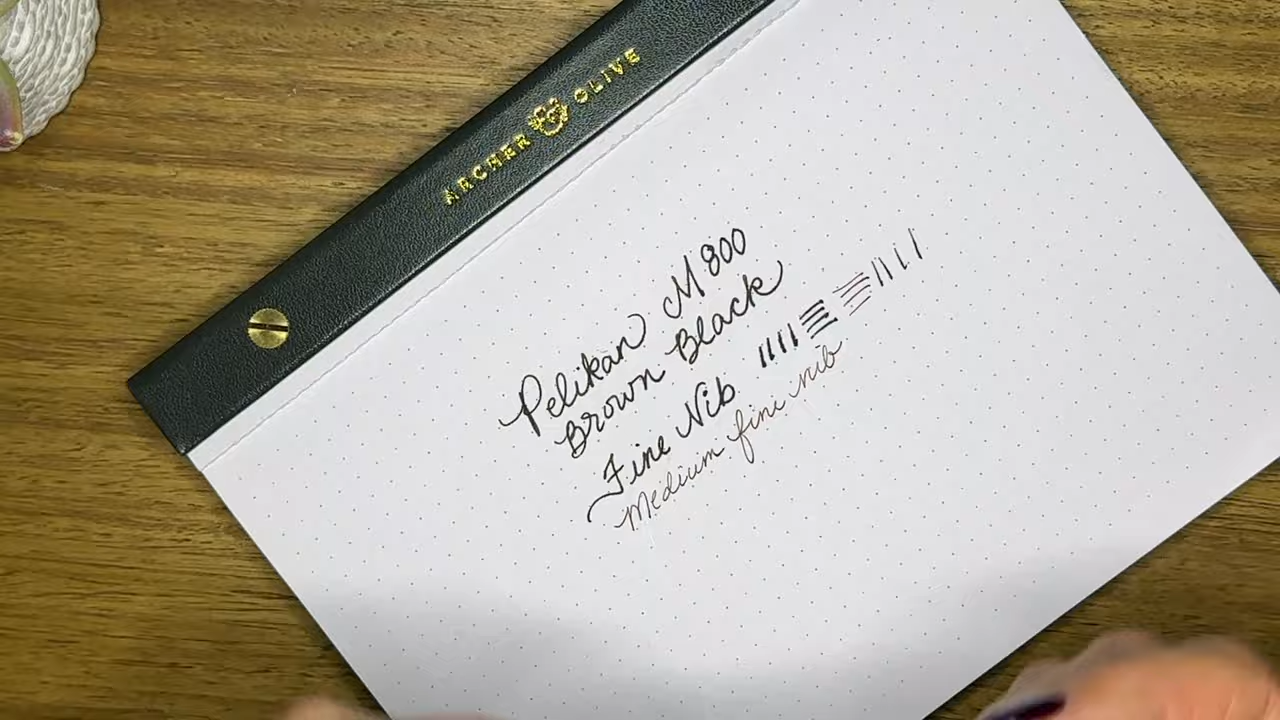 ARCHER OLIVE
Pelikan M800
Brown Black
Fine Nib
Medium fine nib